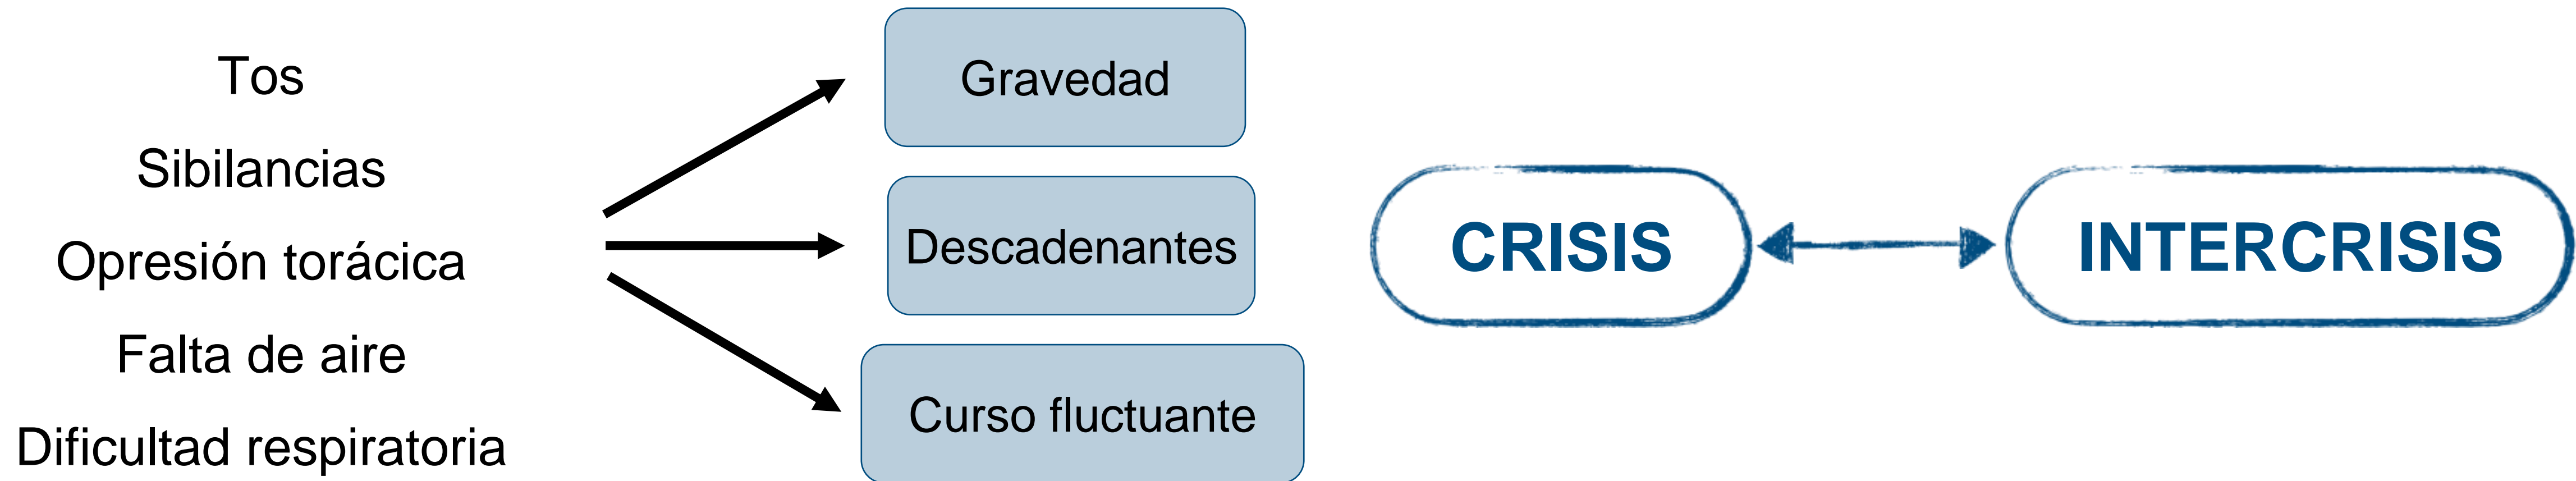 Tos
Sibilancias
Opresión torácica
Falta de aire
Dificultad respiratoria
Gravedad
Descadenantes
Curso fluctuante
CRISIS
INTERCRISIS